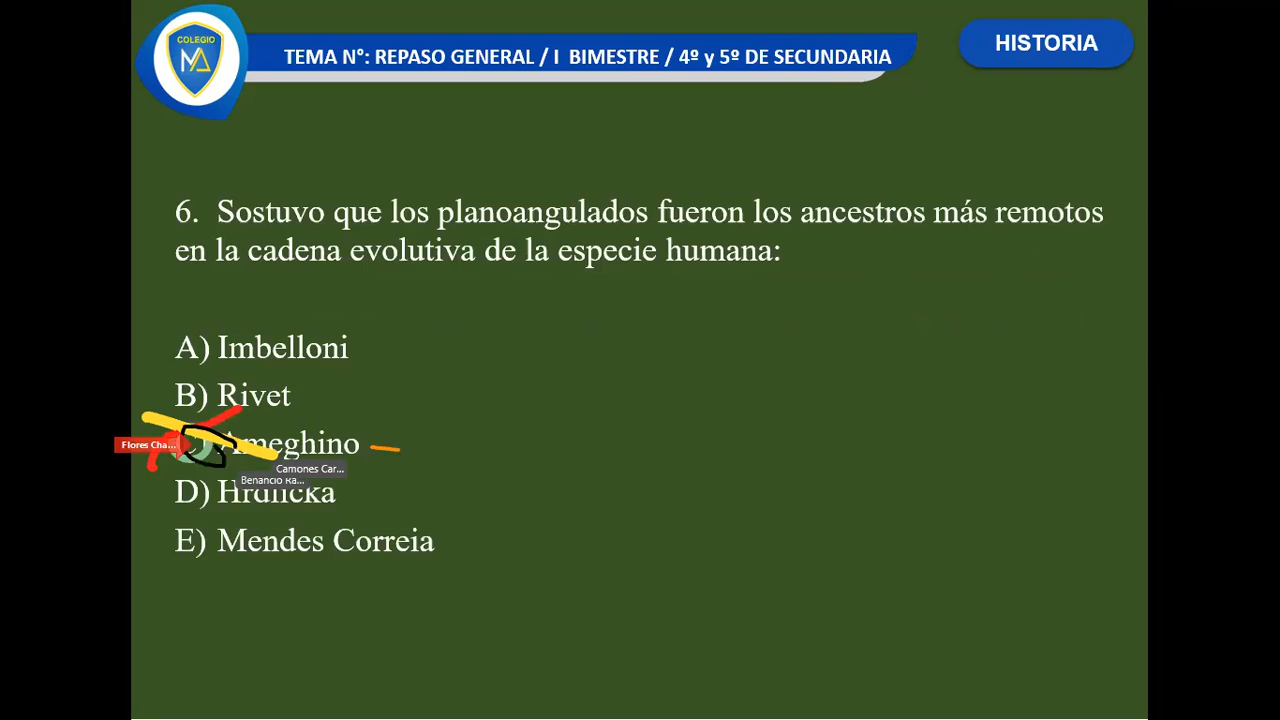 COLEGIO
MA
TEMA N°: REPASO GENERAL / I BIMESTRE / 4º y 5º DE SECUNDARIA
HISTORIA
6. Sostuvo que los planoangulados fueron los ancestros más remotos
en la cadena evolutiva de la especie humana:
A) Imbelloni
B) Rivet
Flores Cha...
C) Ameghino
Camones Car...
Benancio Ra...
D) Hrdlicka
E) Mendes Correia